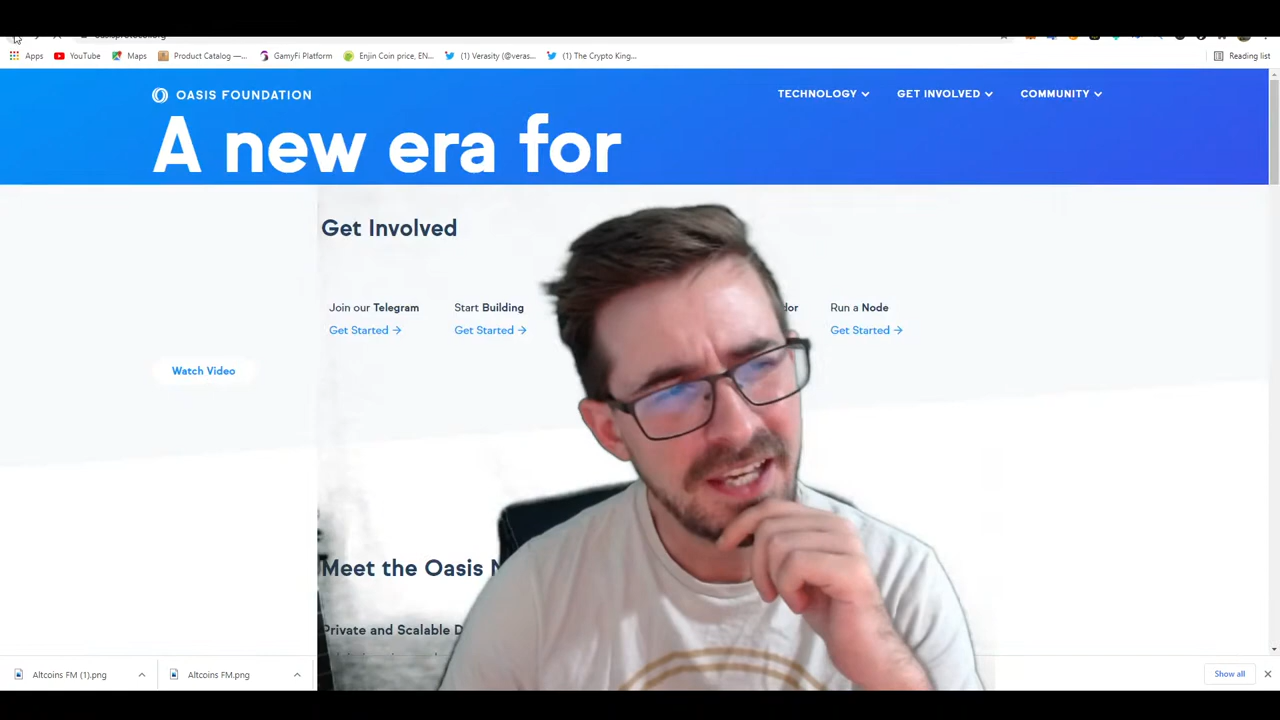 Apps YouTube Maps Product Catalog —... GamyFi Platform Enjin Coin price, EN... (1) Verasity (@veras... (1) The Crypto King... Reading list
OASIS FOUNDATION TECHNOLOGY GET INVOLVED COMMUNITY
A new era for
Get Involved
Join our Telegram Start Building Run a Node
Get Started → Get Started → Get Started →
Watch Video
Meet the Oasis
Private and Scalable
Altcoins FM (1).png Altcoins FM.png Show all